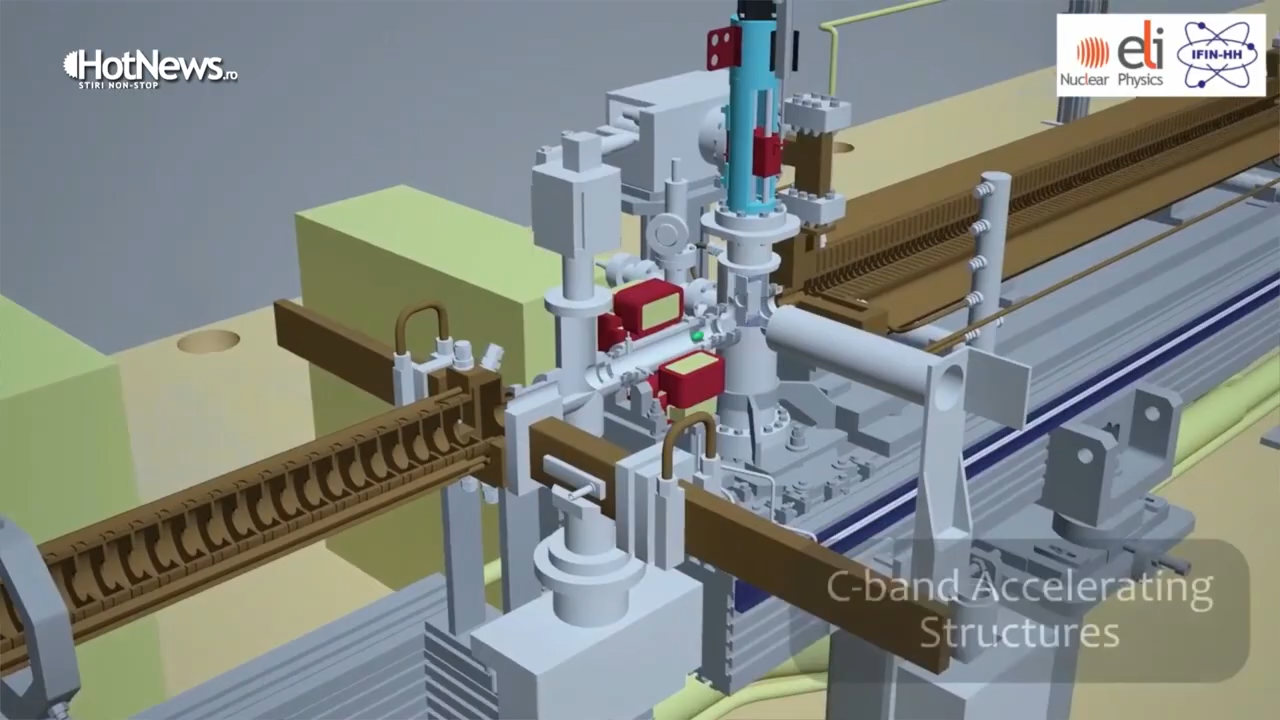 HotNews.ro
STIRI NON-STOP
eli
Nuclear Physics
IFIN-HH
C-band Accelerating
Structures